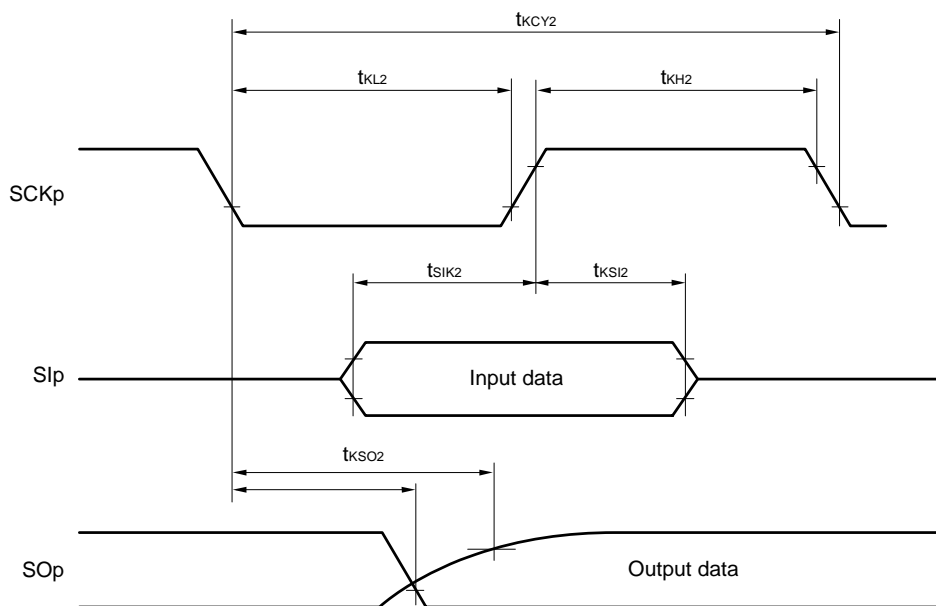 tKCY2
tKL2
tKH2
SCKp
tSIK2
tKSI2
SIp
Input data
tKSO2
SOp
Output data